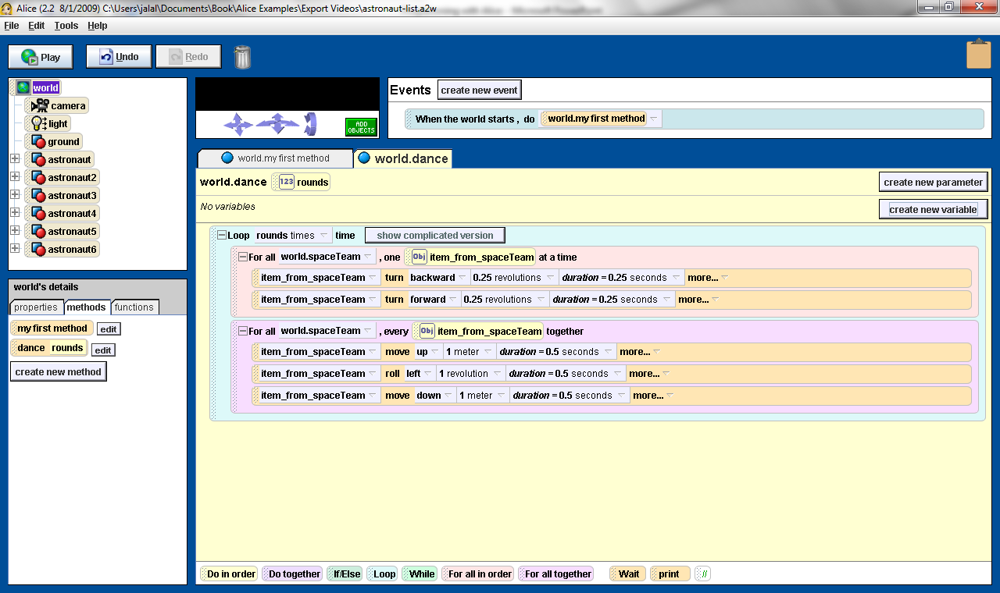 Alice (2.2 8/1/2009) C:\Users\jalal\Documents\Book\Alice Examples\Export Videos\astronaut-list.a2w
File Edit Tools Help
Play Undo Redo
world
camera
light
ground
astronaut
astronaut2
astronaut3
astronaut4
astronaut5
astronaut6
ADD
OBJECTS
Events create new event
When the world starts , do world.my first method
world's details
properties methods functions
my first method edit
dance rounds edit
create new method
world.my first method world.dance
world.dance 123 rounds create new parameter
No variables create new variable
Loop rounds times time show complicated version
For all world.spaceTeam , one Obj item_from_spaceTeam at a time
item_from_spaceTeam turn backward 0.25 revolutions duration = 0.25 seconds more...
item_from_spaceTeam turn forward 0.25 revolutions duration = 0.25 seconds more...
For all world.spaceTeam , every Obj item_from_spaceTeam together
item_from_spaceTeam move up 1 meter duration = 0.5 seconds more...
item_from_spaceTeam roll left 1 revolution duration = 0.5 seconds more...
item_from_spaceTeam move down 1 meter duration = 0.5 seconds more...
Do in order Do together If/Else Loop While For all in order For all together Wait print //